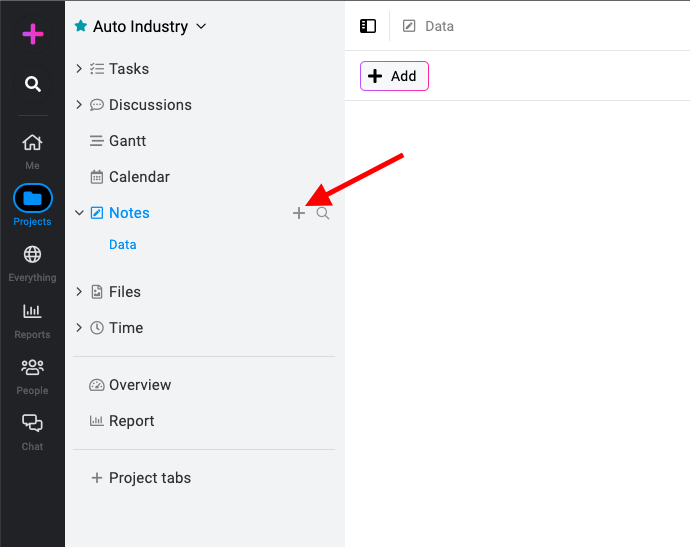 Auto Industry
Data
Add
Tasks
Discussions
Gantt
Calendar
Notes
Data
Files
Time
Overview
Report
Project tabs
Me
Projects
Everything
Reports
People
Chat